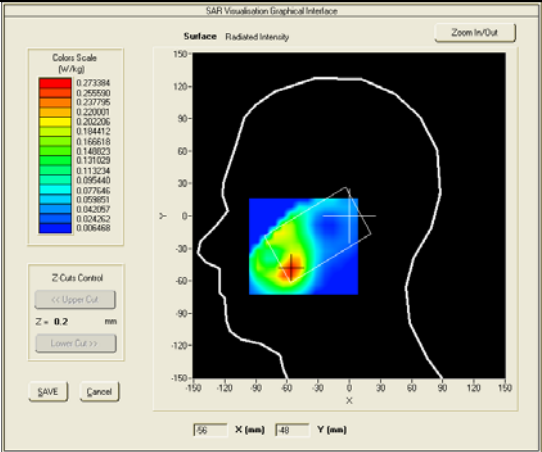 SAR Visualisation Graphical Interface
Surface Radiated Intensity
Zoom In/Out
Colors Scale
(W/kg)
0.273384
0.255590
0.237795
0.220001
0.202206
0.184412
0.166618
0.148823
0.131029
0.113234
0.095440
0.077646
0.059851
0.042057
0.024262
0.006468
Z-Cuts Control
<< Upper Cut
Z = 0.2 mm
Lower Cut >>
SAVE Cancel
150
120
90
60
30
0
-30
-60
-90
-120
-150
Y
-150 -120 -90 -60 -30 0 30 60 90 120 150
X
-56 X (mm) -48 Y (mm)